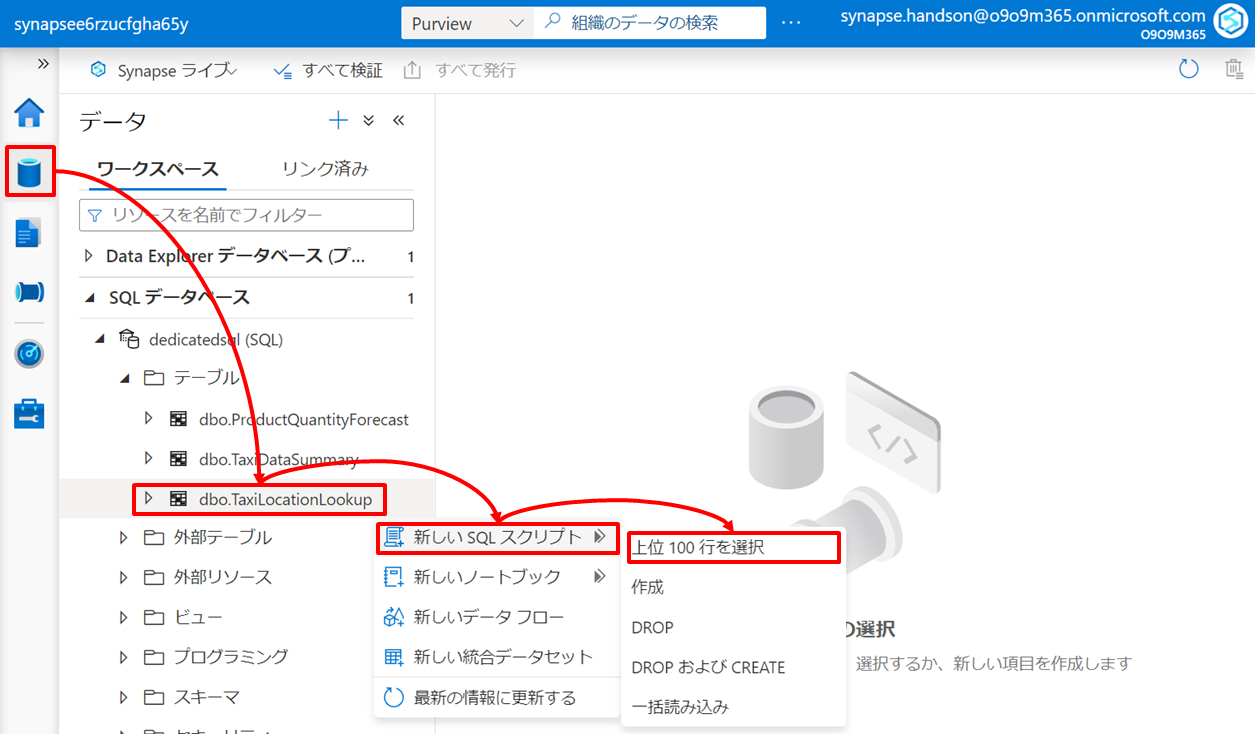 synapsee6rzucfgha65y
Purview
組織のデータの検索
...
synapse.handson@o9o9m365.onmicrosoft.com
O9O9M365
Synapse ライブ
すべて検証
すべて発行
データ
ワークスペース
リンク済み
リソースを名前でフィルター
Data Explorer データベース (プ... 1
SQL データベース 1
dedicatedsql (SQL)
テーブル
dbo.ProductQuantityForecast
dbo.TaxiDataSummary
dbo.TaxiLocationLookup
外部テーブル
外部リソース
ビュー
プログラミング
スキーマ
セキュリティ
新しい SQL スクリプト
新しいノートブック
新しいデータ フロー
新しい統合データセット
最新の情報に更新する
上位 100 行を選択
作成
DROP
DROP および CREATE
一括読み込み
の選択
選択するか、新しい項目を作成します